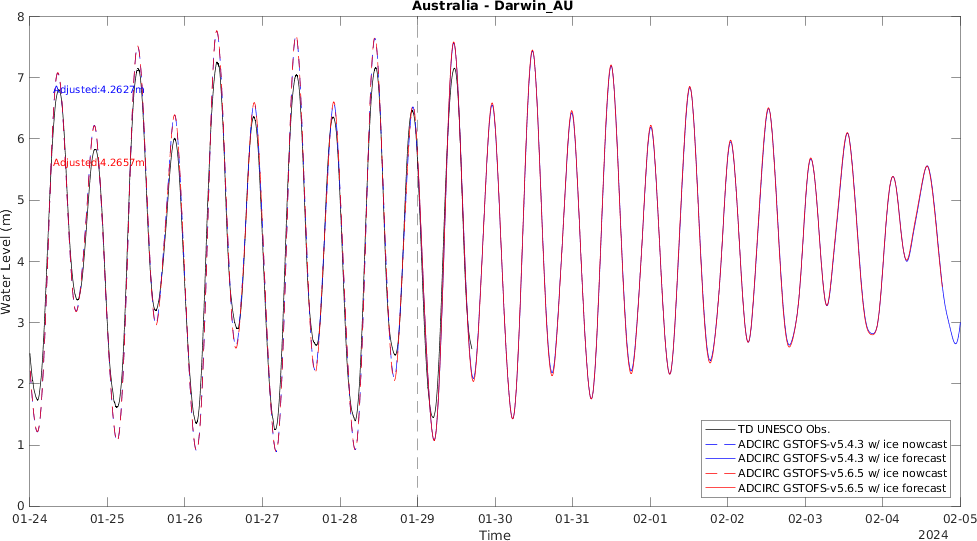 Australia - Darwin_AU
8
7
6
5
4
3
2
1
0
Water Level (m)
Adjusted:4.2627m
Adjusted:4.2657m
TD UNESCO Obs.
ADCIRC GSTOFS-v5.4.3 w/ ice nowcast
ADCIRC GSTOFS-v5.4.3 w/ ice forecast
ADCIRC GSTOFS-v5.6.5 w/ ice nowcast
ADCIRC GSTOFS-v5.6.5 w/ ice forecast
01-24 01-25 01-26 01-27 01-28 01-29 01-30 01-31 02-01 02-02 02-03 02-04 02-05
Time
2024